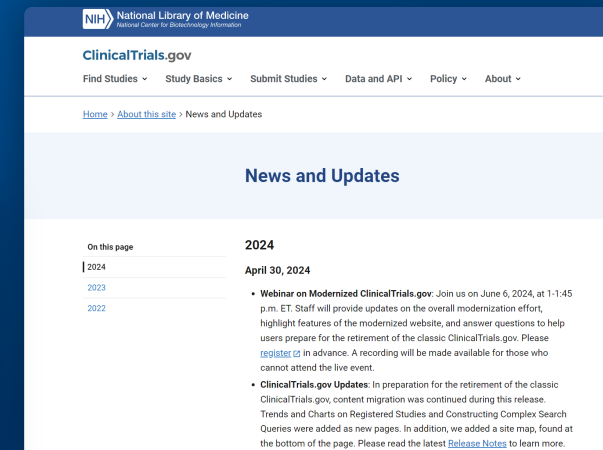 NIH National Library of Medicine
National Center for Biotechnology Information
ClinicalTrials.gov
Find Studies Study Basics Submit Studies Data and API Policy About
Home > About this site > News and Updates
News and Updates
On this page
2024
2023
2022
2024
April 30, 2024
• Webinar on Modernized ClinicalTrials.gov: Join us on June 6, 2024, at 1-1:45
p.m. ET. Staff will provide updates on the overall modernization effort,
highlight features of the modernized website, and answer questions to help
users prepare for the retirement of the classic ClinicalTrials.gov. Please
register in advance. A recording will be made available for those who
cannot attend the live event.
• ClinicalTrials.gov Updates: In preparation for the retirement of the classic
ClinicalTrials.gov, content migration was continued during this release.
Trends and Charts on Registered Studies and Constructing Complex Search
Queries were added as new pages. In addition, we added a site map, found at
the bottom of the page. Please read the latest Release Notes to learn more.